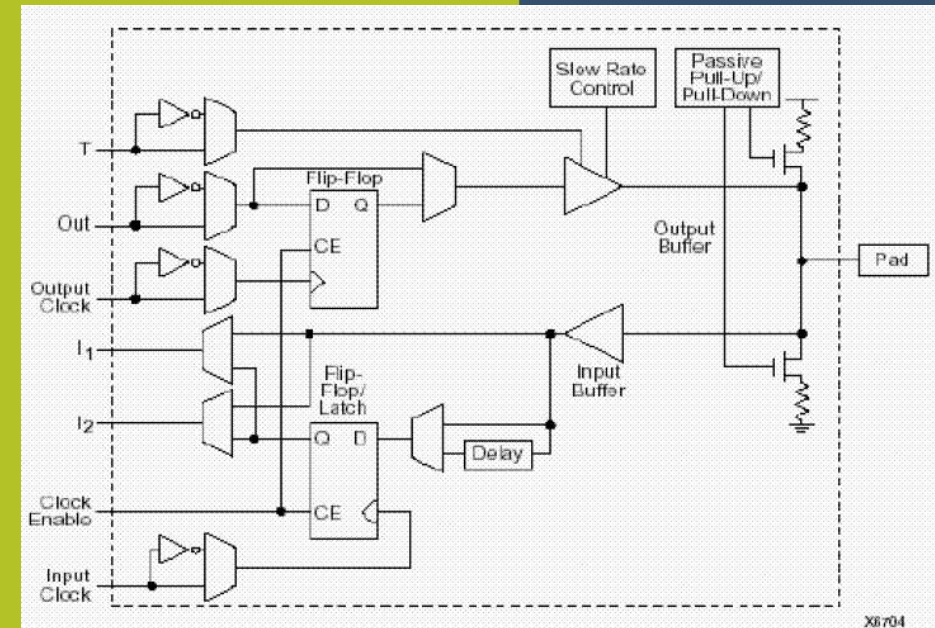 Slew Rate
Control
Passive
Pull-Up/
Pull-Down
T
Flip-Flop
D Q
Out
CE
Output
Buffer
Pad
Output
Clock
I1
Flip-
Flop/
Latch
Input
Buffer
I2
Q D
Delay
Clock
Enable
CE
Input
Clock
X6704